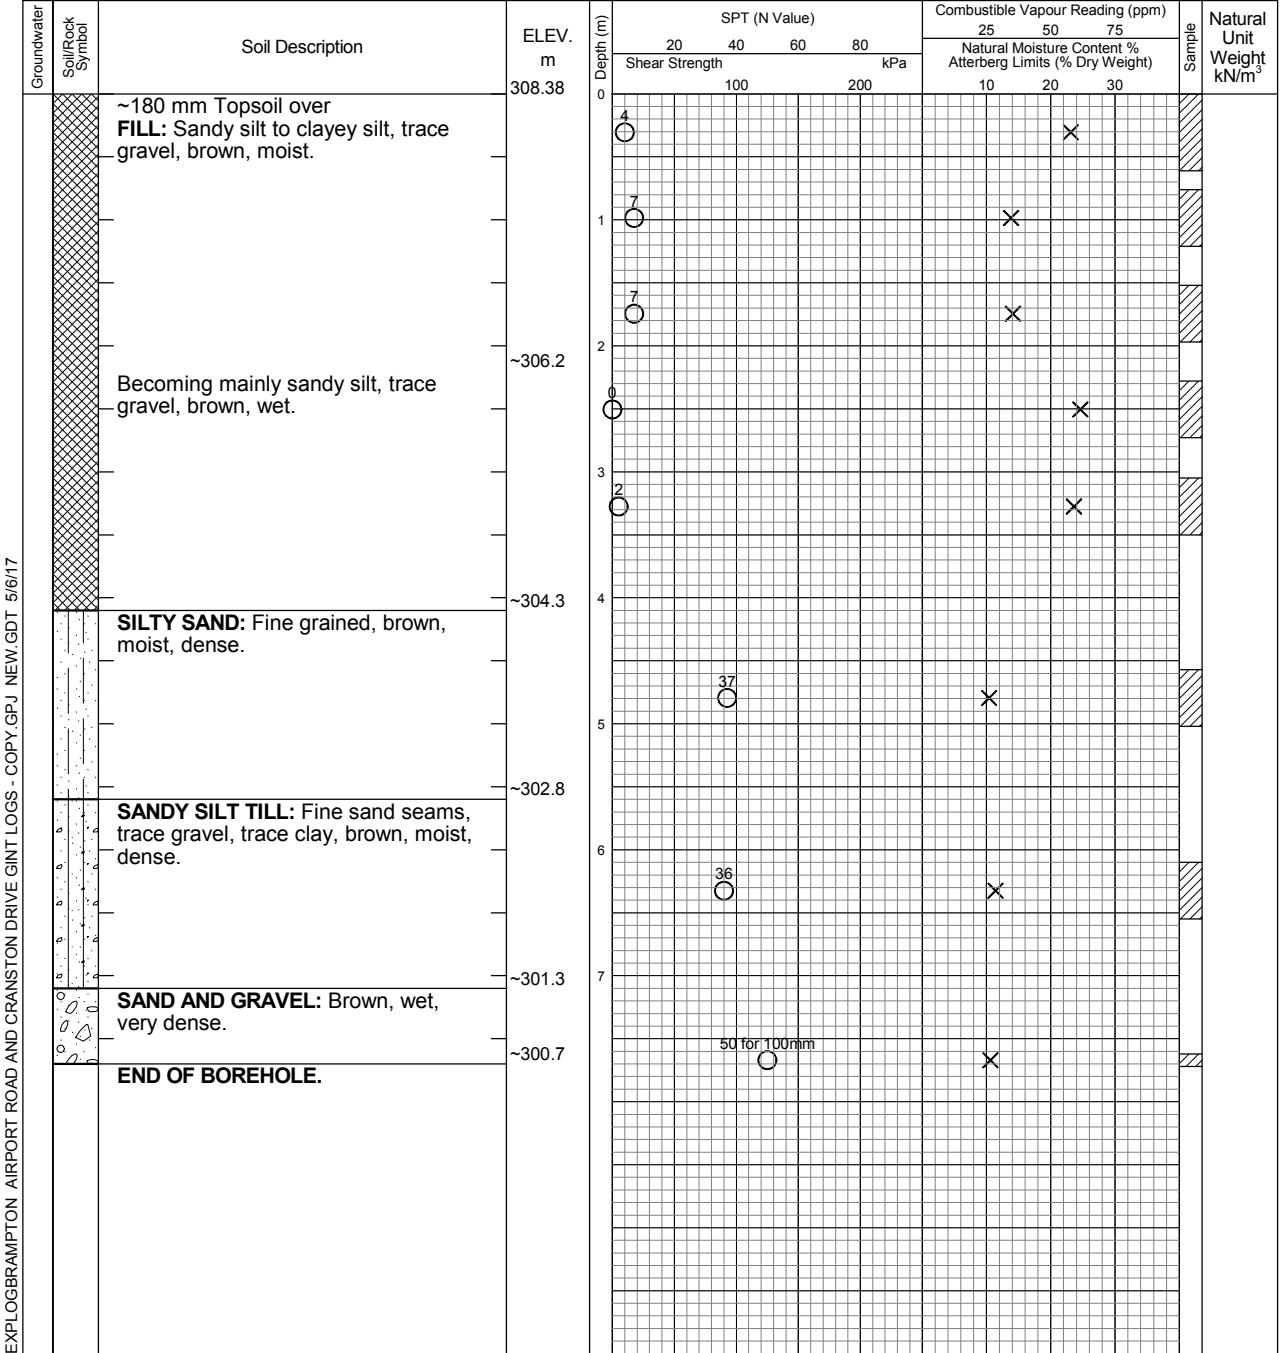 Groundwater
Soil/Rock
Symbol
Soil Description
ELEV.
m
308.38
Depth (m)
SPT (N Value)
20 40 60 80
Shear Strength kPa
100 200
Combustible Vapour Reading (ppm)
25 50 75
Natural Moisture Content %
Atterberg Limits (% Dry Weight)
10 20 30
Sample
Natural
Unit
Weight
kN/m³
0
~180 mm Topsoil over
FILL: Sandy silt to clayey silt, trace
gravel, brown, moist.
4
1
7
7
2
~306.2
Becoming mainly sandy silt, trace
gravel, brown, wet.
0
3
2
4
~304.3
SILTY SAND: Fine grained, brown,
moist, dense.
37
5
~302.8
SANDY SILT TILL: Fine sand seams,
trace gravel, trace clay, brown, moist,
dense.
6
36
7
~301.3
SAND AND GRAVEL: Brown, wet,
very dense.
50 for 100mm
~300.7
END OF BOREHOLE.
EXPLOGBRAMPTON AIRPORT ROAD AND CRANSTON DRIVE GINT LOGS - COPY.GPJ NEW.GDT 5/6/17